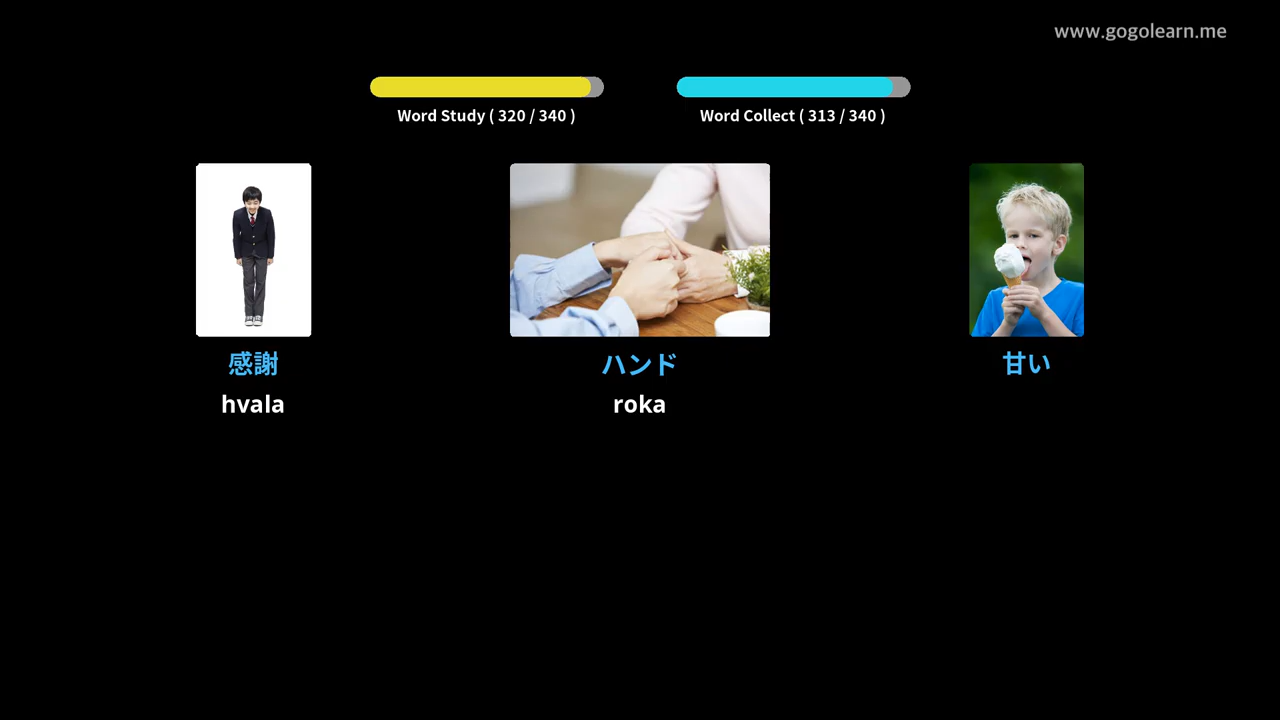 www.gogolearn.me
Word Study ( 320 / 340 )
Word Collect ( 313 / 340 )
感謝
ハンド
甘い
hvala
roka